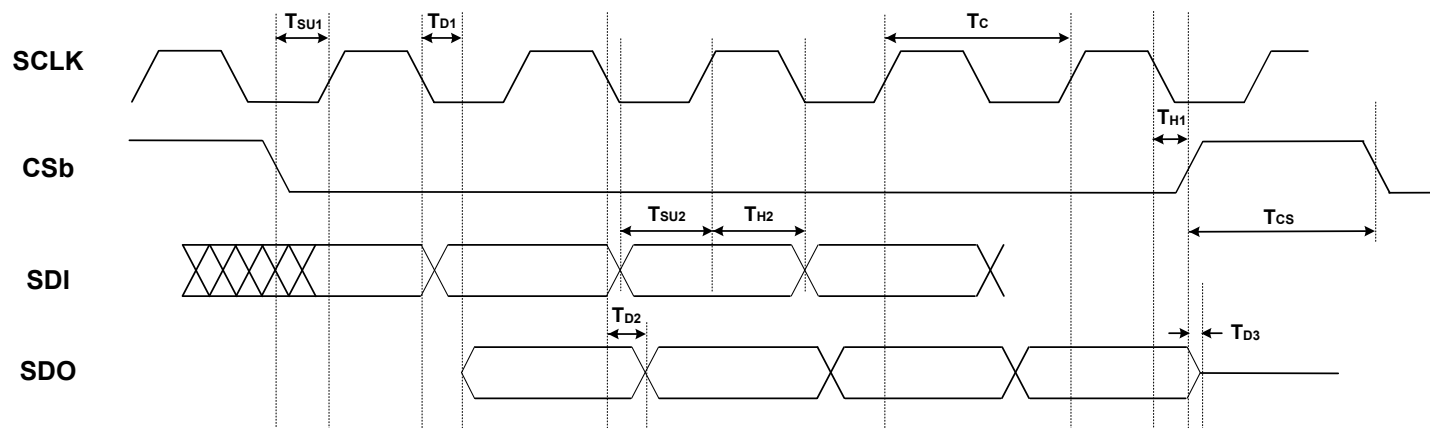 TSU1 TD1 TC
SCLK
TH1
CSb
TSU2 TH2 TCS
SDI
TD2 TD3
SDO